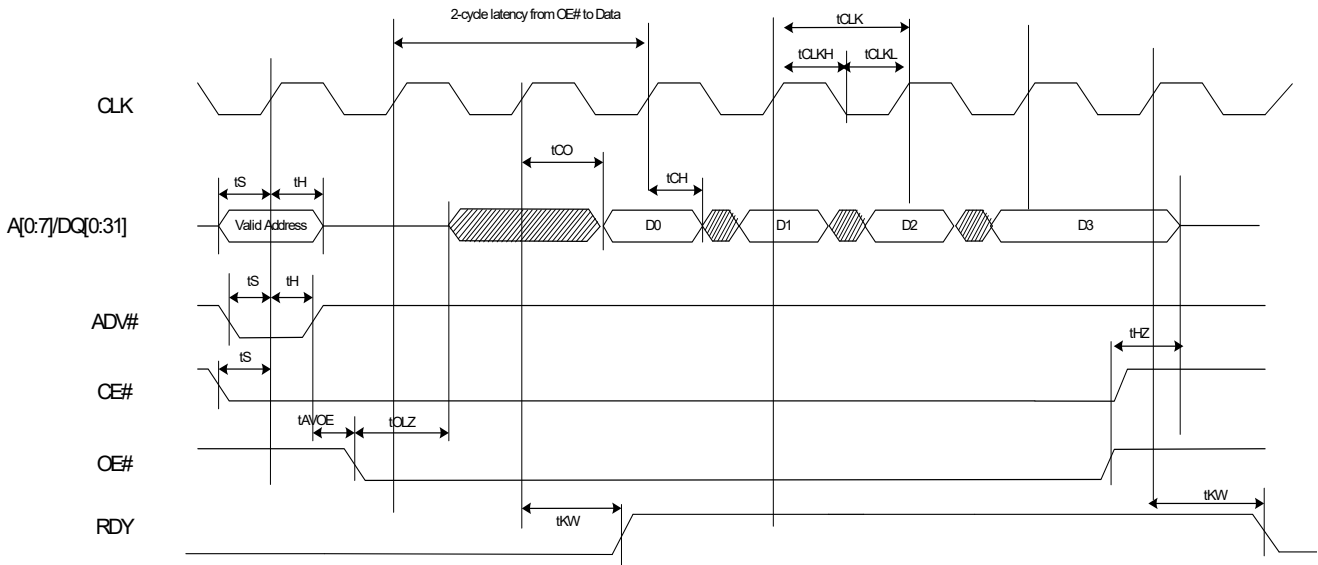 2-cycle latency from OE# to Data
tCLK
tCLKH
tCLKL
CLK
tCO
tCH
tS
tH
A[0:7]/DQ[0:31]
Valid Address
D0
D1
D2
D3
tS
tH
ADV#
tHZ
tS
CE#
tAVOE
tOLZ
OE#
tKW
tKW
RDY